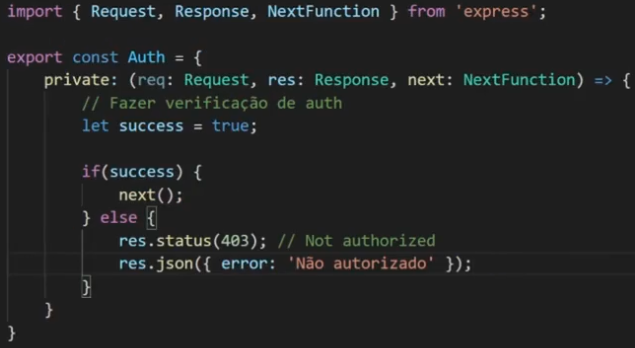 import { Request, Response, NextFunction } from 'express';
export const Auth = {
private: (req: Request, res: Response, next: NextFunction) => {
// Fazer verificação de auth
let success = true;
if(success) {
next();
} else {
res.status(403); // Not authorized
res.json({ error: 'Não autorizado' });
}
}
}